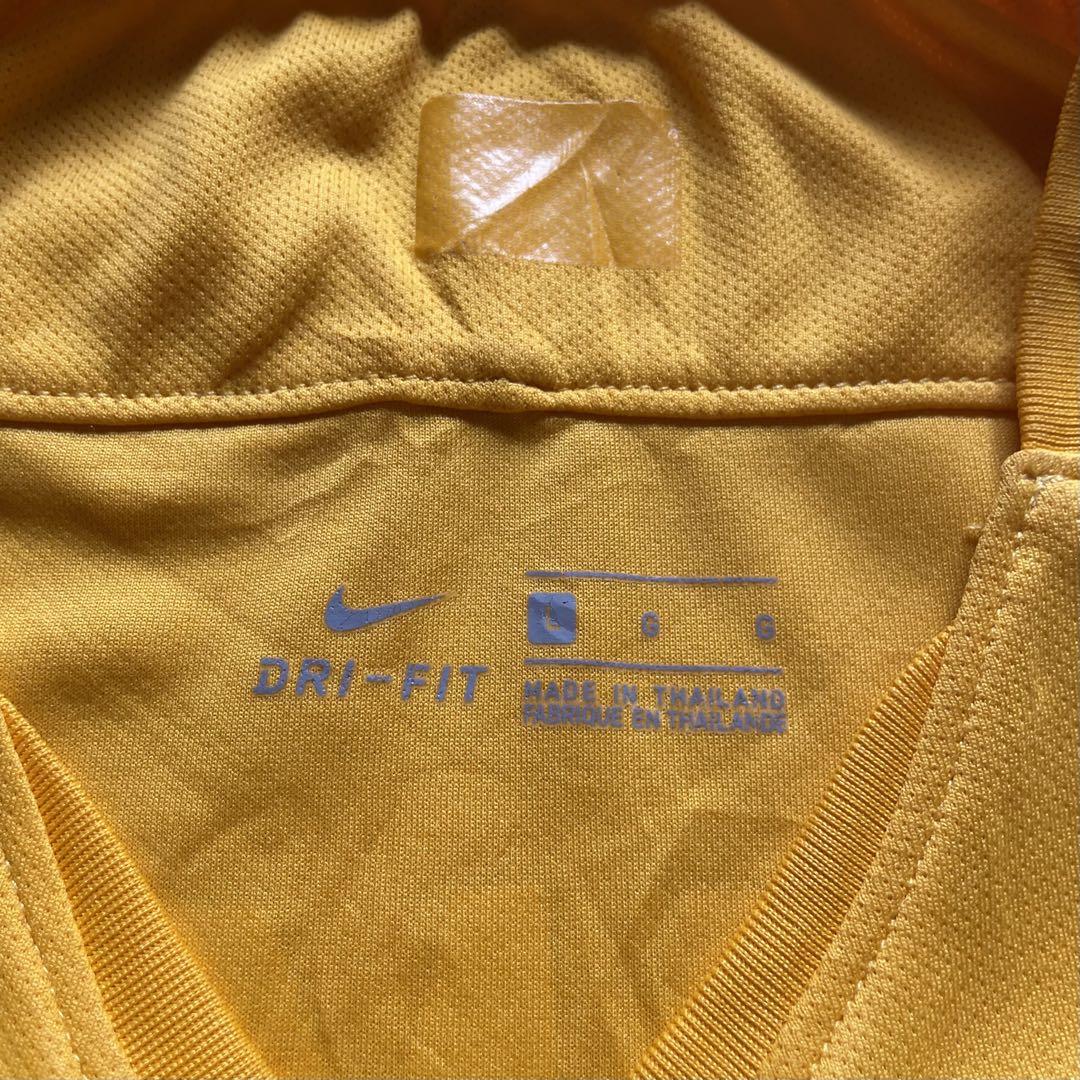 DRI-FIT
L G G
MADE IN THAILAND
FABRIQUE EN THAILANDE